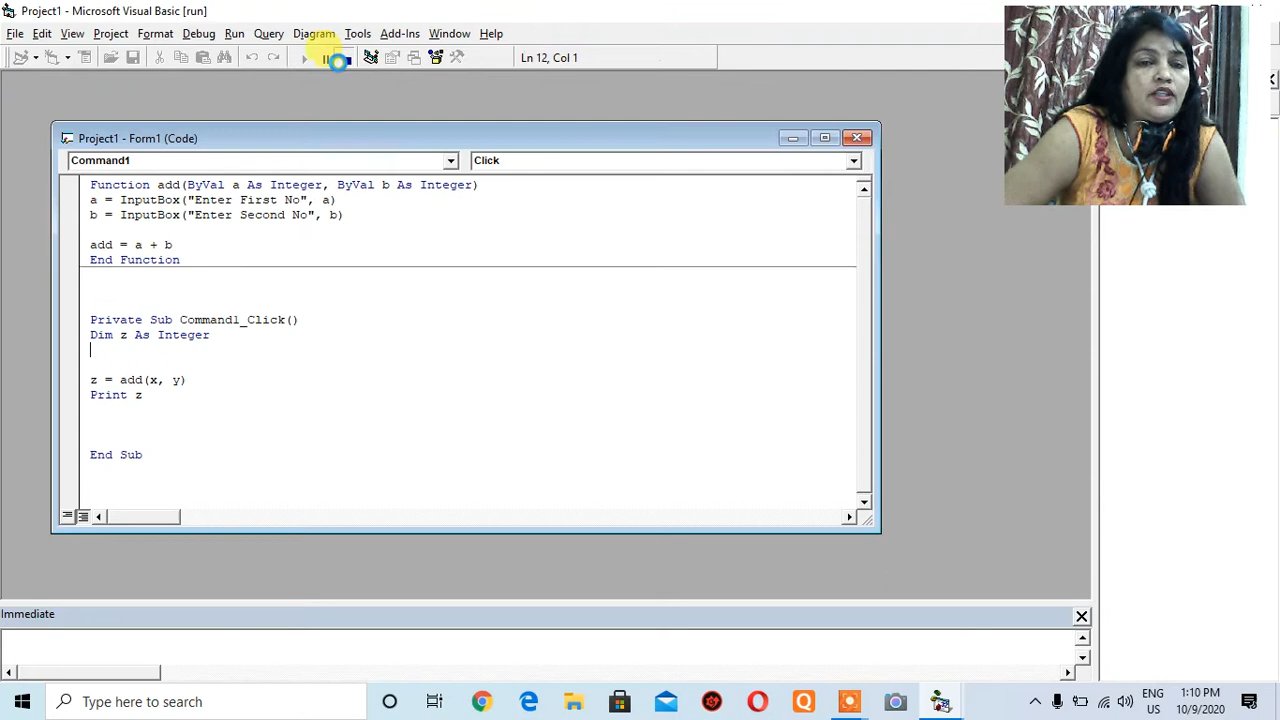 Project1 - Microsoft Visual Basic [run]
File Edit View Project Format Debug Run Query Diagram Tools Add-Ins Window Help
Ln 12, Col 1
Project1 - Form1 (Code)
Command1 Click
Function add(ByVal a As Integer, ByVal b As Integer)
a = InputBox("Enter First No", a)
b = InputBox("Enter Second No", b)
add = a + b
End Function
Private Sub Command1_Click()
Dim z As Integer
z = add(x, y)
Print z
End Sub
Immediate
Type here to search
ENG
US
1:10 PM
10/9/2020